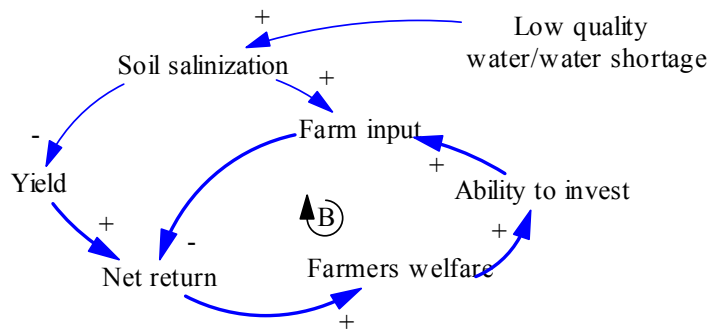 +
Low quality
water/water shortage
Soil salinization
+
Farm input
-
+
Yield
Ability to invest
+
B
+
-
Farmers welfare
Net return
+